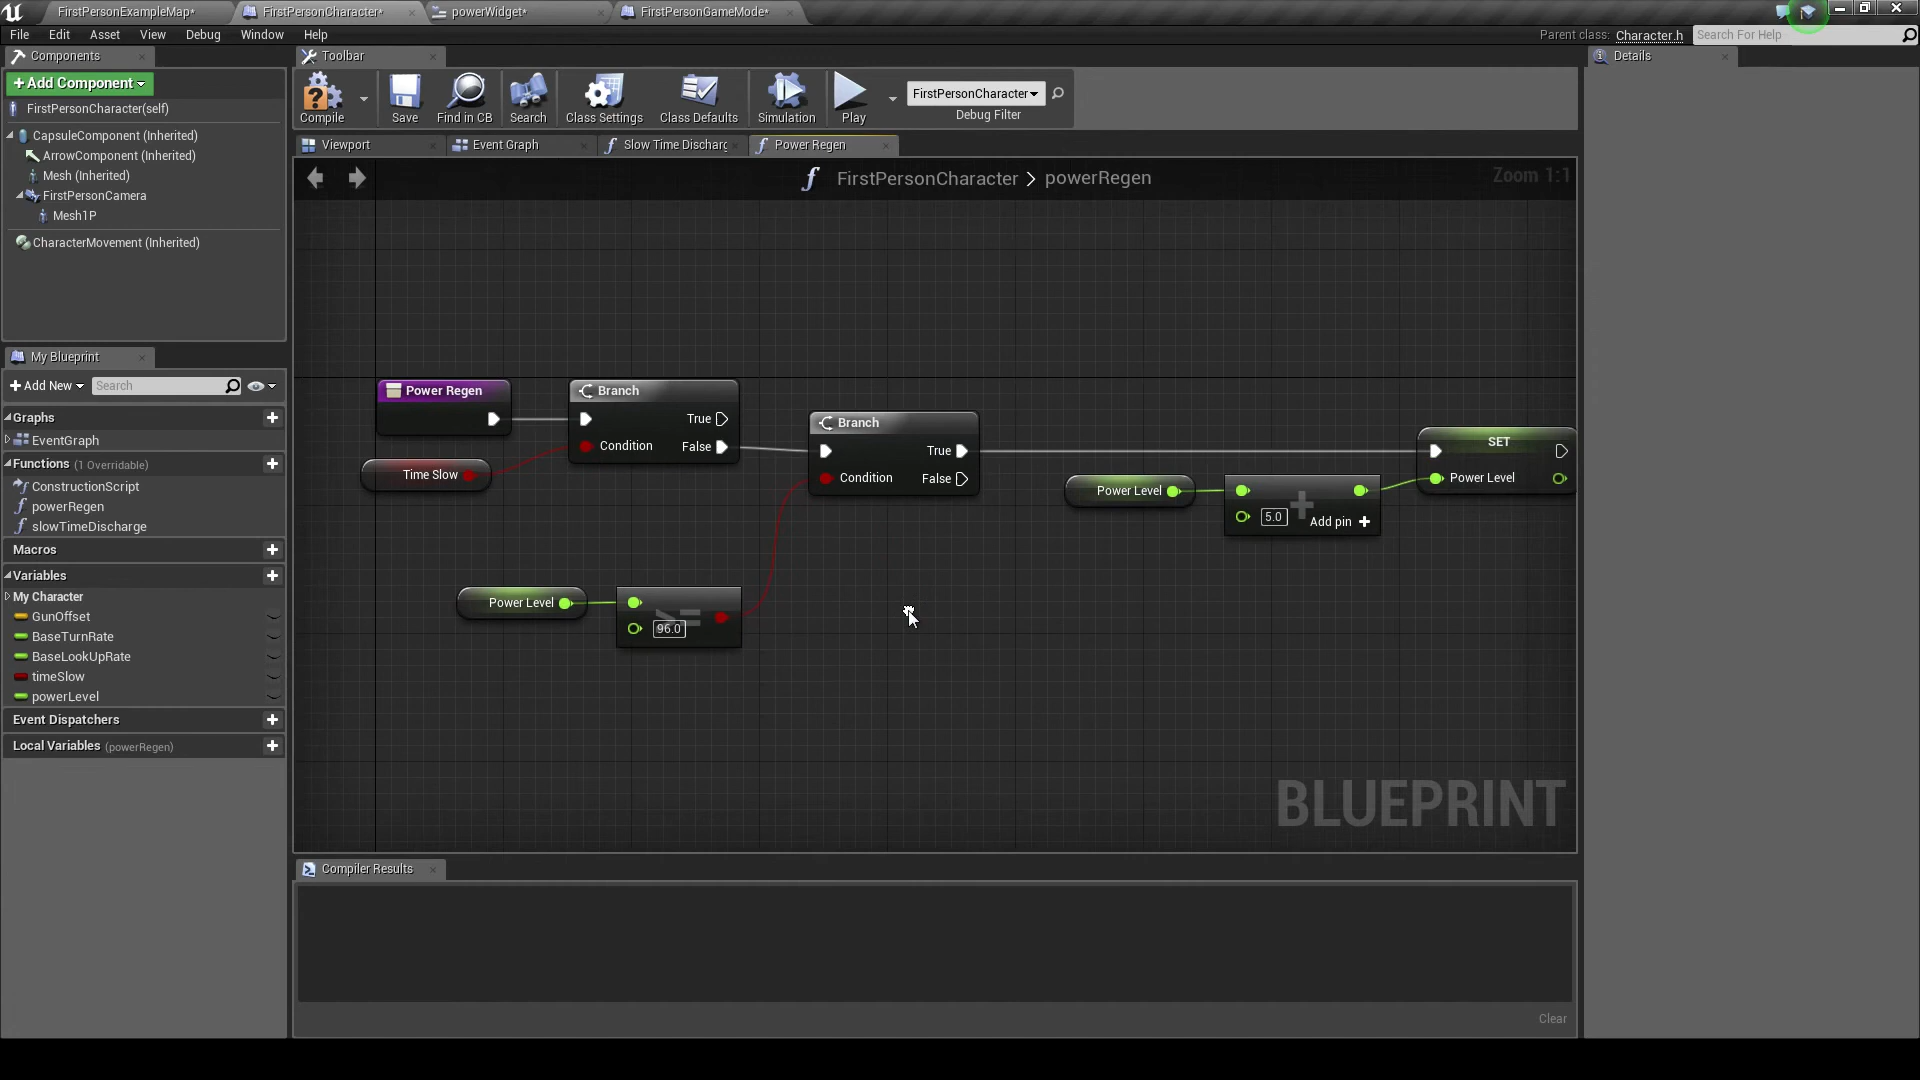 FirstPersonExampleMap*
FirstPersonCharacter*
powerWidget*
FirstPersonGameMode*
File Edit Asset View Debug Window Help
Parent class: Character.h
Search For Help
Components
Toolbar
Details
+Add Component
FirstPersonCharacter(self)
CapsuleComponent (Inherited)
ArrowComponent (Inherited)
Mesh (Inherited)
FirstPersonCamera
Mesh1P
CharacterMovement (Inherited)
Compile
Save
Find in CB
Search
Class Settings
Class Defaults
Simulation
Play
FirstPersonCharacter
Debug Filter
Viewport
Event Graph
Slow Time Discharg
Power Regen
FirstPersonCharacter > powerRegen
Zoom 1:1
My Blueprint
+Add New
Search
Graphs
EventGraph
Functions (1 Overridable)
ConstructionScript
powerRegen
slowTimeDischarge
Macros
Variables
My Character
GunOffset
BaseTurnRate
BaseLookUpRate
timeSlow
powerLevel
Event Dispatchers
Local Variables (powerRegen)
Power Regen
Branch
True
Condition
False
Time Slow
Branch
True
Condition
False
Power Level
5.0
+
Add pin +
SET
Power Level
Power Level
>=
96.0
BLUEPRINT
Compiler Results
Clear